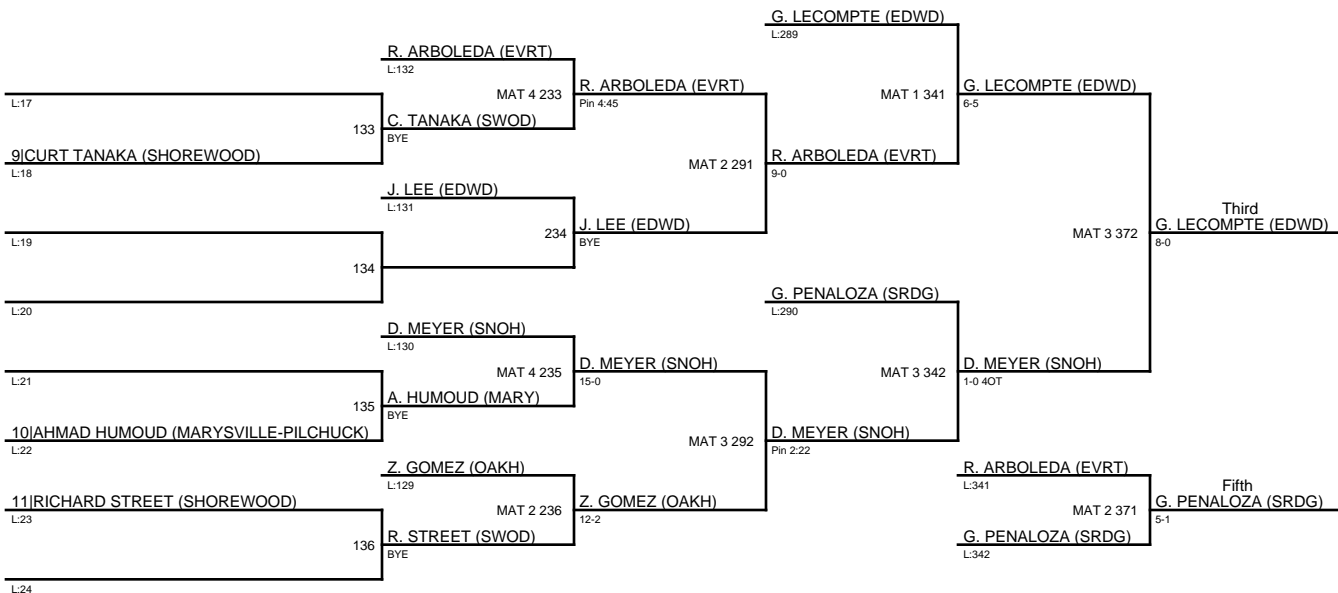 G. LECOMPTE (EDWD)
L:289
R. ARBOLEDA (EVRT)
L:132
MAT 4 233
R. ARBOLEDA (EVRT)
Pin 4:45
MAT 1 341
G. LECOMPTE (EDWD)
6-5
L:17
133
C. TANAKA (SWOD)
BYE
9|CURT TANAKA (SHOREWOOD)
L:18
MAT 2 291
R. ARBOLEDA (EVRT)
9-0
J. LEE (EDWD)
L:131
Third
L:19
234
J. LEE (EDWD)
BYE
MAT 3 372
G. LECOMPTE (EDWD)
8-0
134
L:20
G. PENALOZA (SRDG)
L:290
D. MEYER (SNOH)
L:130
L:21
MAT 4 235
D. MEYER (SNOH)
15-0
MAT 3 342
D. MEYER (SNOH)
1-0 4OT
135
A. HUMOUD (MARY)
BYE
10|AHMAD HUMOUD (MARYSVILLE-PILCHUCK)
L:22
MAT 3 292
D. MEYER (SNOH)
Pin 2:22
Z. GOMEZ (OAKH)
L:129
R. ARBOLEDA (EVRT)
L:341
Fifth
11|RICHARD STREET (SHOREWOOD)
L:23
MAT 2 236
Z. GOMEZ (OAKH)
12-2
MAT 2 371
G. PENALOZA (SRDG)
5-1
136
R. STREET (SWOD)
BYE
G. PENALOZA (SRDG)
L:342
L:24